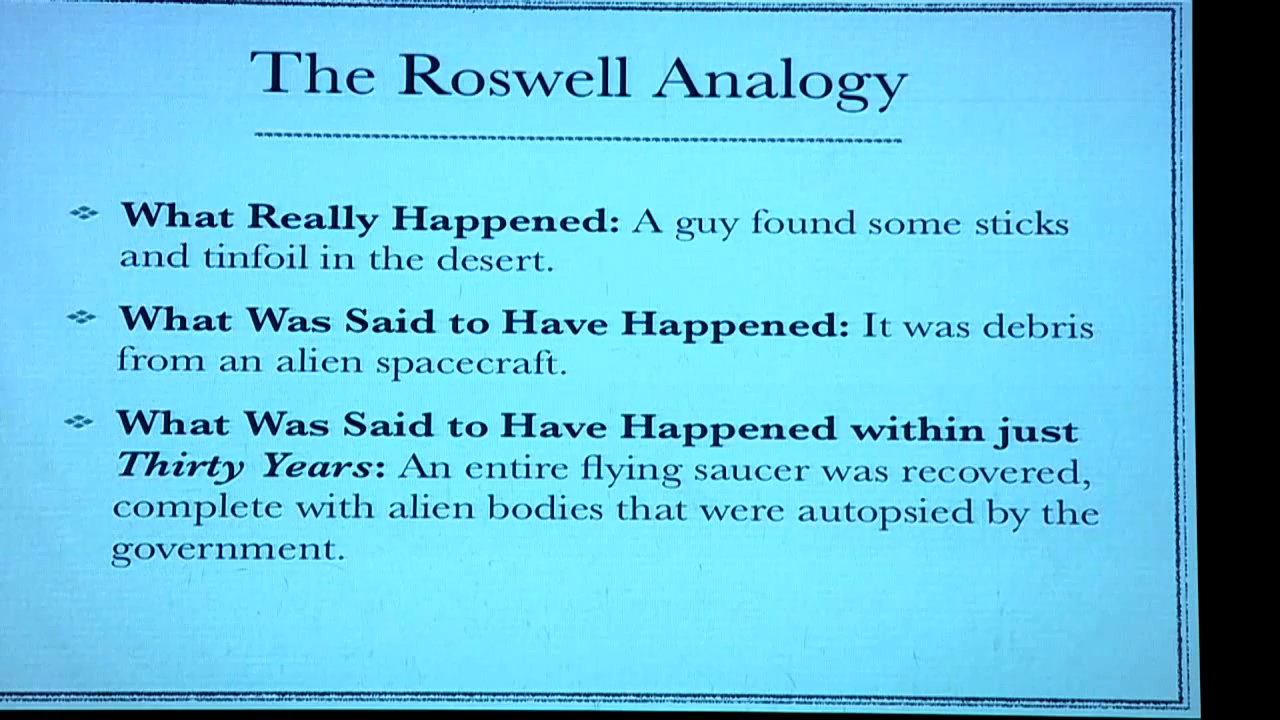 The Roswell Analogy
What Really Happened: A guy found some sticks
and tinfoil in the desert.
What Was Said to Have Happened: It was debris
from an alien spacecraft.
What Was Said to Have Happened within just
Thirty Years: An entire flying saucer was recovered,
complete with alien bodies that were autopsied by the
government.